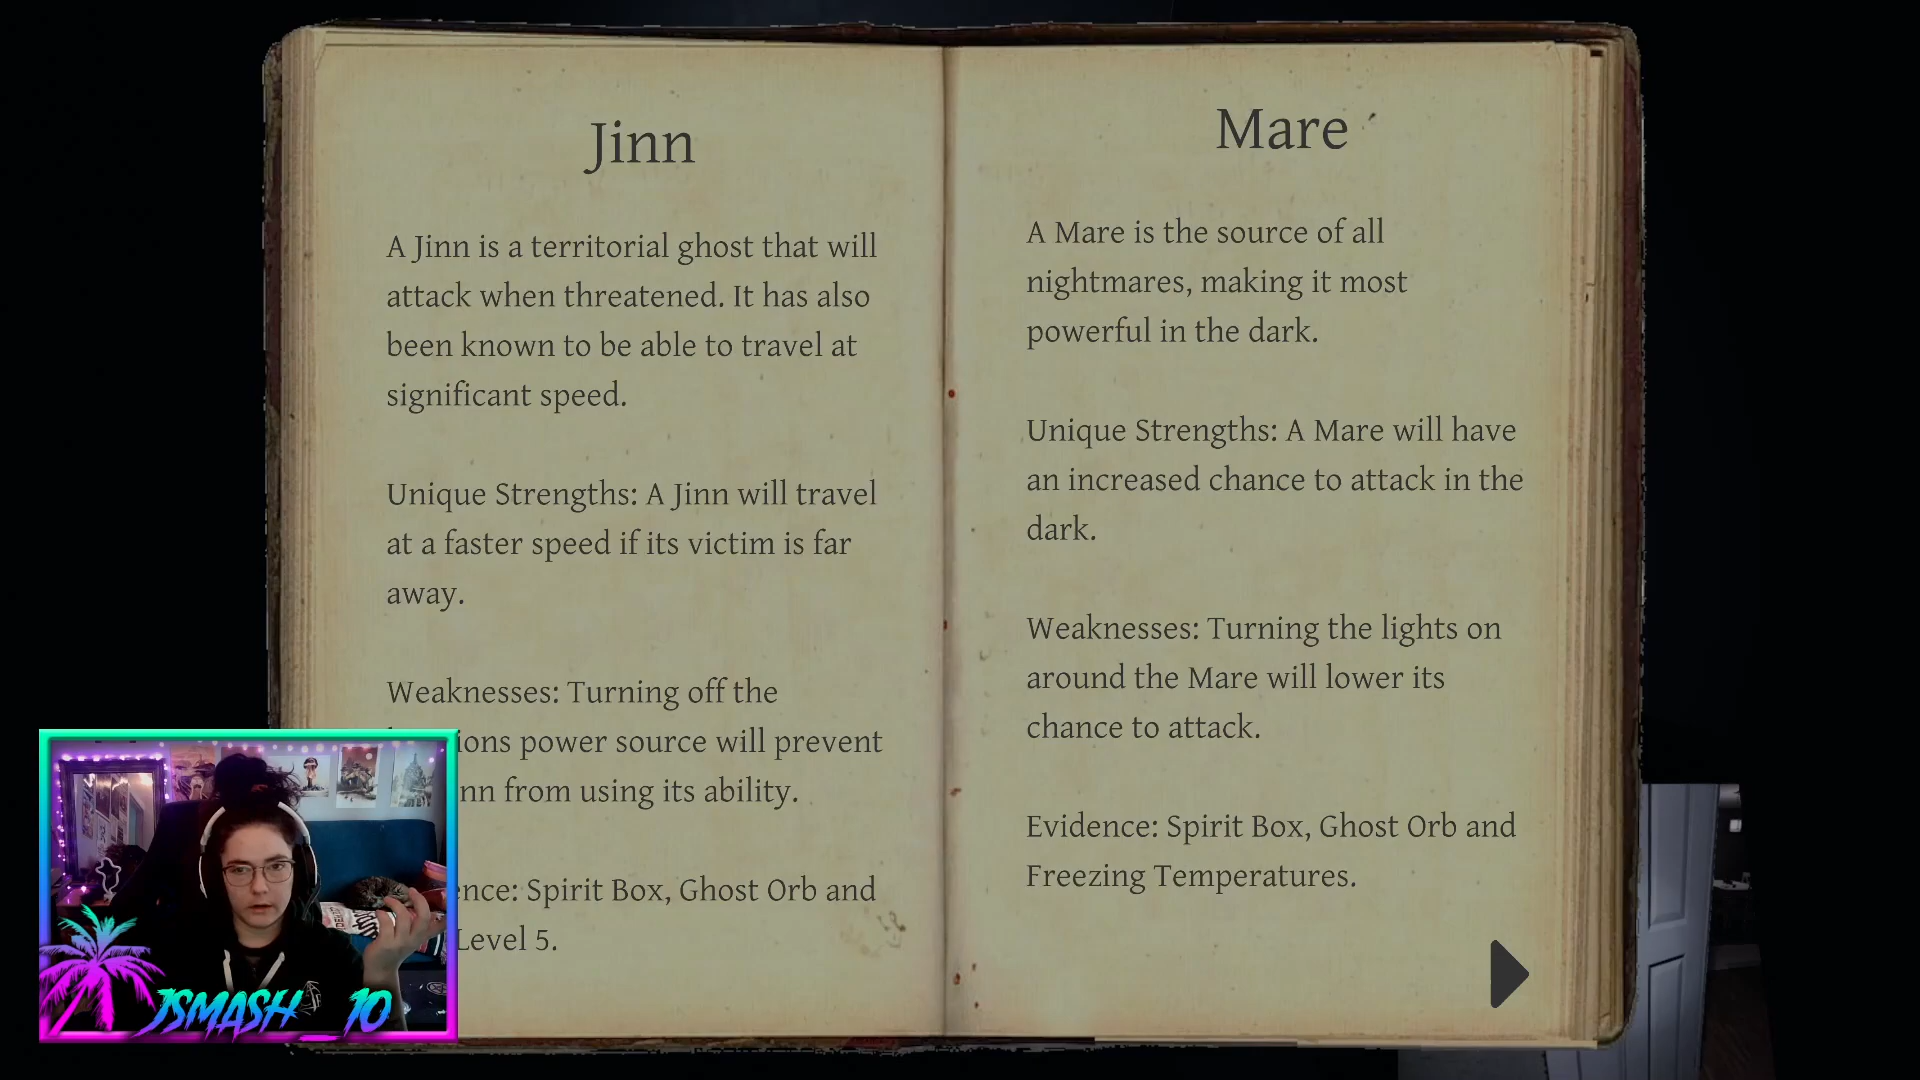 Jinn
A Jinn is a territorial ghost that will
attack when threatened. It has also
been known to be able to travel at
significant speed.
Unique Strengths: A Jinn will travel
at a faster speed if its victim is far
away.
Weaknesses: Turning off the
power source will prevent
from using its ability.
Spirit Box, Ghost Orb and
Level 5.
Mare
A Mare is the source of all
nightmares, making it most
powerful in the dark.
Unique Strengths: A Mare will have
an increased chance to attack in the
dark.
Weaknesses: Turning the lights on
around the Mare will lower its
chance to attack.
Evidence: Spirit Box, Ghost Orb and
Freezing Temperatures.
JSMASH_10